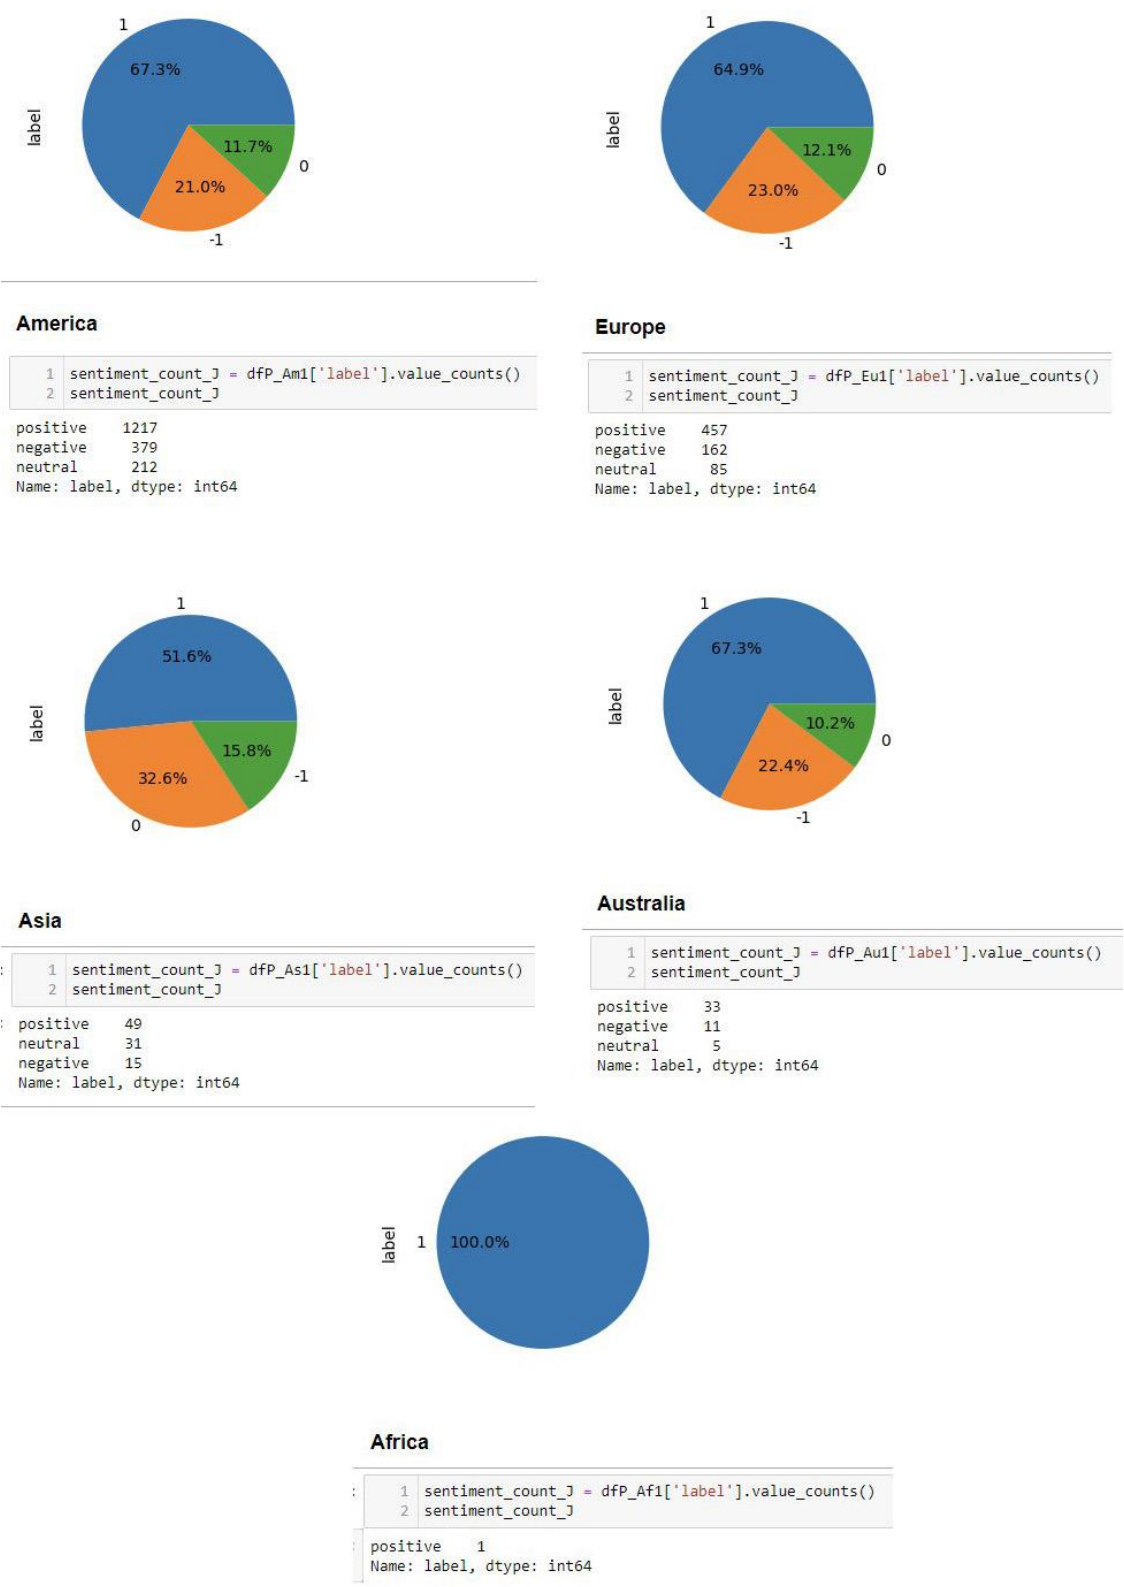 1
67.3%
label
11.7%
0
21.0%
-1
1
64.9%
label
12.1%
0
23.0%
-1
America
1 sentiment_count_J = dfP_Am1['label'].value_counts()
2 sentiment_count_J
positive 1217
negative 379
neutral 212
Name: label, dtype: int64
Europe
1 sentiment_count_J = dfP_Eu1['label'].value_counts()
2 sentiment_count_J
positive 457
negative 162
neutral 85
Name: label, dtype: int64
1
51.6%
label
15.8%
-1
32.6%
0
1
67.3%
label
10.2%
0
22.4%
-1
Asia
: 1 sentiment_count_J = dfP_As1['label'].value_counts()
2 sentiment_count_J
: positive 49
neutral 31
negative 15
Name: label, dtype: int64
Australia
1 sentiment_count_J = dfP_Au1['label'].value_counts()
2 sentiment_count_J
positive 33
negative 11
neutral 5
Name: label, dtype: int64
label
1
100.0%
Africa
: 1 sentiment_count_J = dfP_Af1['label'].value_counts()
2 sentiment_count_J
: positive 1
Name: label, dtype: int64